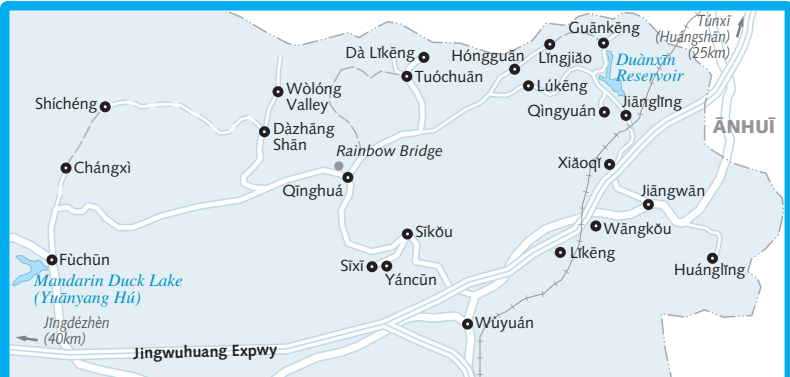 Túnxī
(Huángshān)
(25km)
Guānkēng
Dà Lǐkēng
Hóngguān
Lǐngjiǎo
Duànxīn
Reservoir
Tuóchuān
Wòlóng
Valley
Lúkēng
Shíchéng
Qìngyuán
Jiānglǐng
Dàzhāng
Shān
ĀNHUĪ
Rainbow Bridge
Xiǎoqǐ
Chángxì
Qīnghuá
Jiāngwān
Sīkǒu
Wāngkǒu
Lǐkēng
Fùchūn
Sīxī
Yáncūn
Huánglǐng
Mandarin Duck Lake
(Yuānyang Hú)
Jǐngdézhèn
(40km)
Wùyuán
Jingwuhuang Expwy